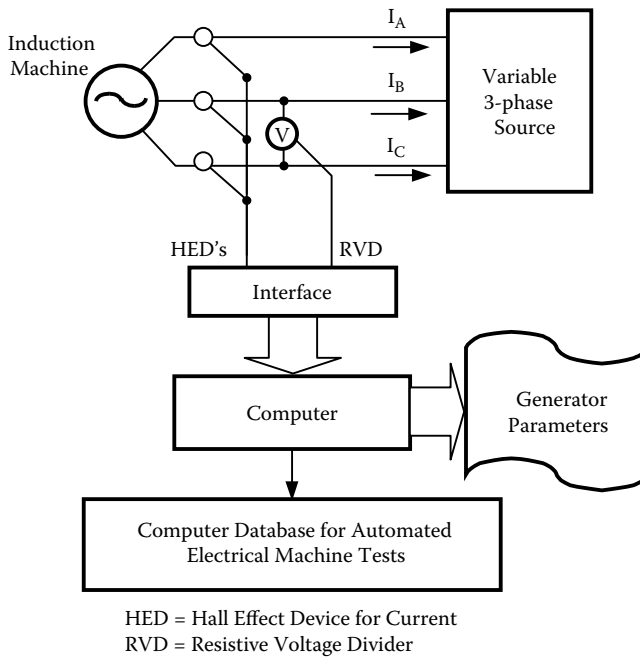 Induction
Machine
I_A
I_B
I_C
V
Variable
3-phase
Source
HED's
RVD
Interface
Computer
Generator
Parameters
Computer Database for Automated
Electrical Machine Tests
HED = Hall Effect Device for Current
RVD = Resistive Voltage Divider